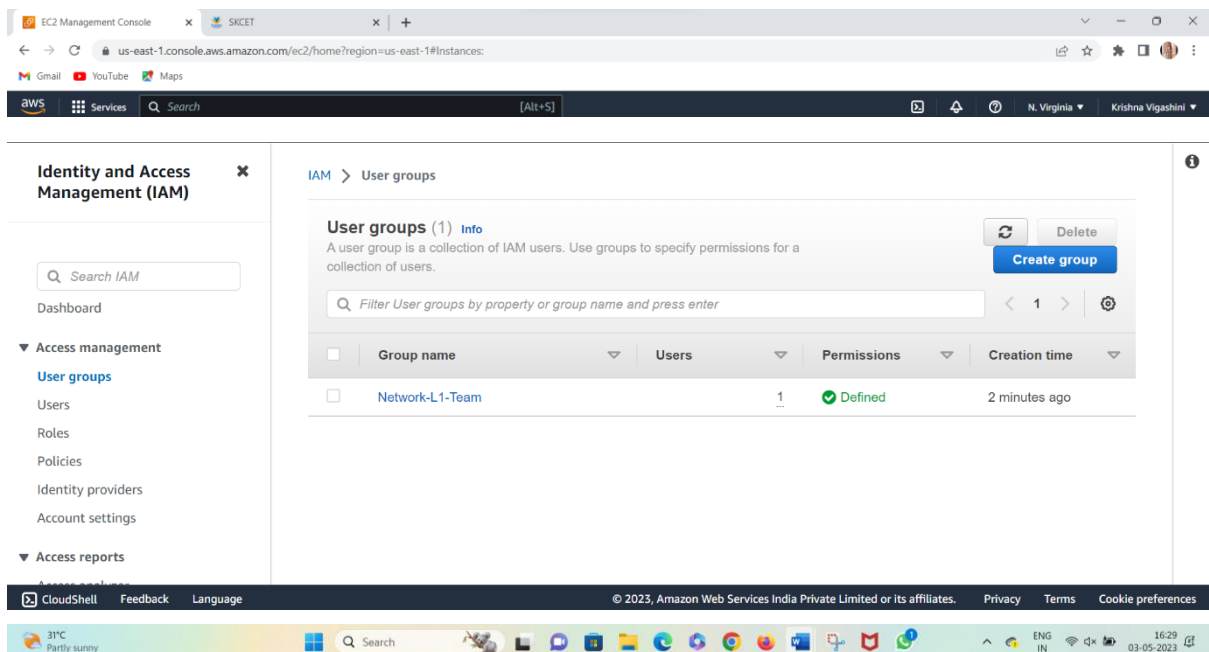 EC2 Management Console
SKCET
us-east-1.console.aws.amazon.com/ec2/home?region=us-east-1#Instances:
Gmail YouTube Maps
aws Services Search [Alt+S] N. Virginia Krishna Vigashini
Identity and Access
Management (IAM)
Search IAM
Dashboard
Access management
User groups
Users
Roles
Policies
Identity providers
Account settings
Access reports
IAM > User groups
User groups (1) Info
A user group is a collection of IAM users. Use groups to specify permissions for a
collection of users.
Delete
Create group
Filter User groups by property or group name and press enter
1
Group name Users Permissions Creation time
Network-L1-Team 1 Defined 2 minutes ago
CloudShell Feedback Language © 2023, Amazon Web Services India Private Limited or its affiliates. Privacy Terms Cookie preferences
31°C
Partly sunny
Search
ENG
IN
16:29
03-05-2023